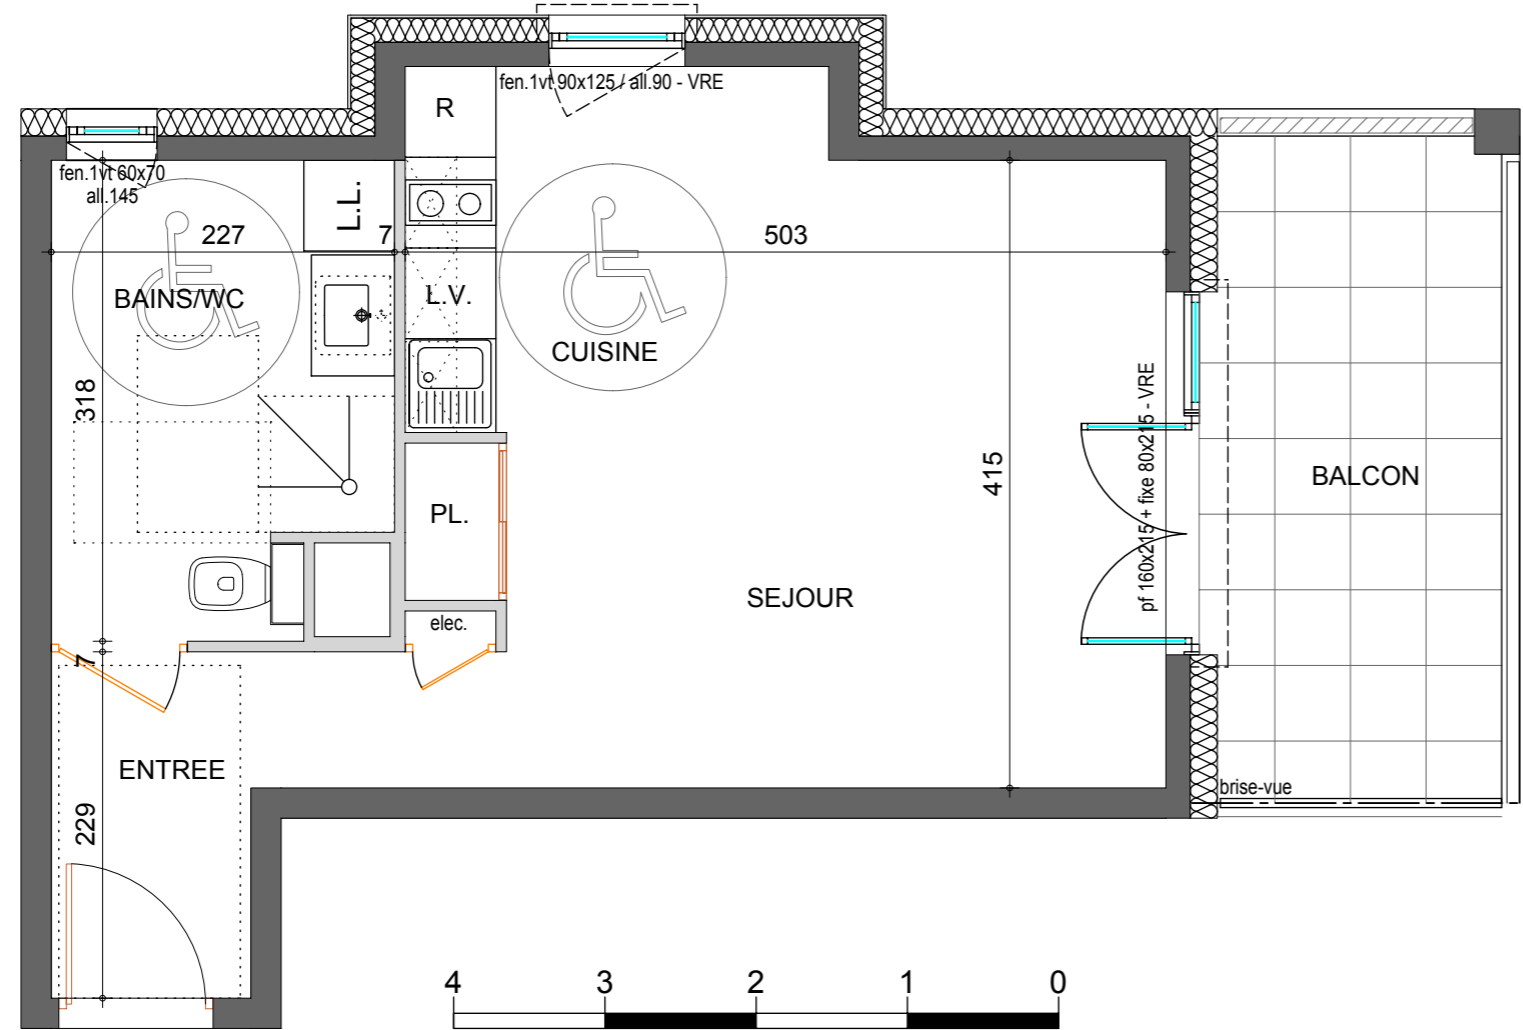 fen.1vt 90x125 / all.90 - VRE
R
fen.1vt 60x70
all.145
L.L.
227
7
503
BAINS/WC
L.V.
CUISINE
318
pf 160x215 + fixe 80x215 - VRE
415
BALCON
PL.
SEJOUR
elec.
7
ENTREE
brise-vue
229
4 3 2 1 0